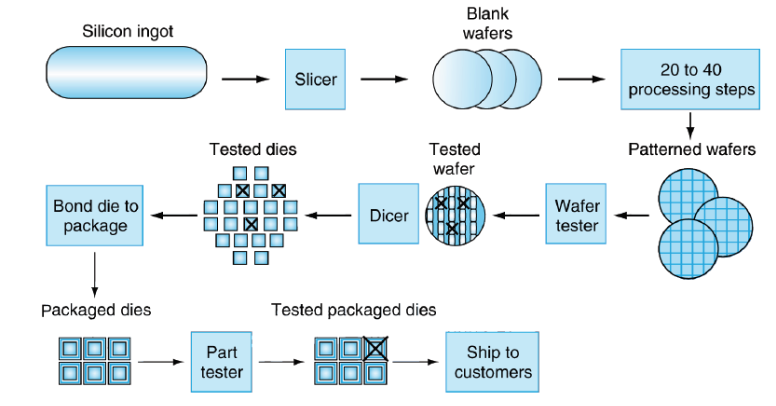 Silicon ingot
Slicer
Blank
wafers
20 to 40
processing steps
Patterned wafers
Wafer
tester
Tested
wafer
Dicer
Tested dies
Bond die to
package
Packaged dies
Part
tester
Tested packaged dies
Ship to
customers